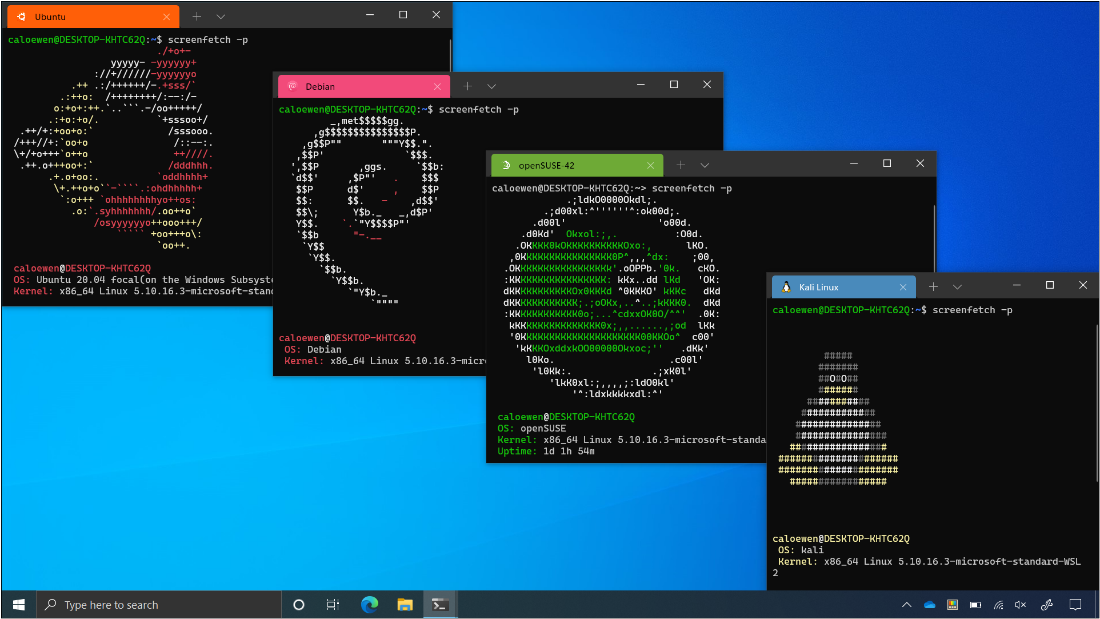 Ubuntu
caloewen@DESKTOP-KHTC62Q:~$ screenfetch -p
caloewen@DESKTOP-KHTC62Q
OS: Ubuntu 20.04 focal(on the Windows Subsyste
Kernel: x86_64 Linux 5.10.16.3-microsoft-stan
Debian
caloewen@DESKTOP-KHTC62Q:~$ screenfetch -p
caloewen@DESKTOP-KHTC62Q
OS: Debian
Kernel: x86_64 Linux 5.10.16.3-micros
openSUSE-42
caloewen@DESKTOP-KHTC62Q:~> screenfetch -p
caloewen@DESKTOP-KHTC62Q
OS: openSUSE
Kernel: x86_64 Linux 5.10.16.3-microsoft-standa
Uptime: 1d 1h 54m
Kali Linux
caloewen@DESKTOP-KHTC62Q:~$ screenfetch -p
caloewen@DESKTOP-KHTC62Q
OS: kali
Kernel: x86_64 Linux 5.10.16.3-microsoft-standard-WSL
2
Type here to search